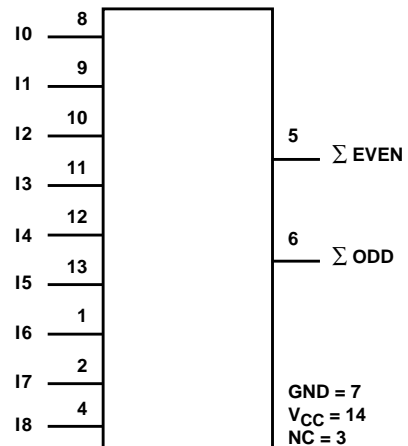 I0 8
I1 9
I2 10
I3 11
I4 12
I5 13
I6 1
I7 2
I8 4
5 Σ EVEN
6 Σ ODD
GND = 7
VCC = 14
NC = 3